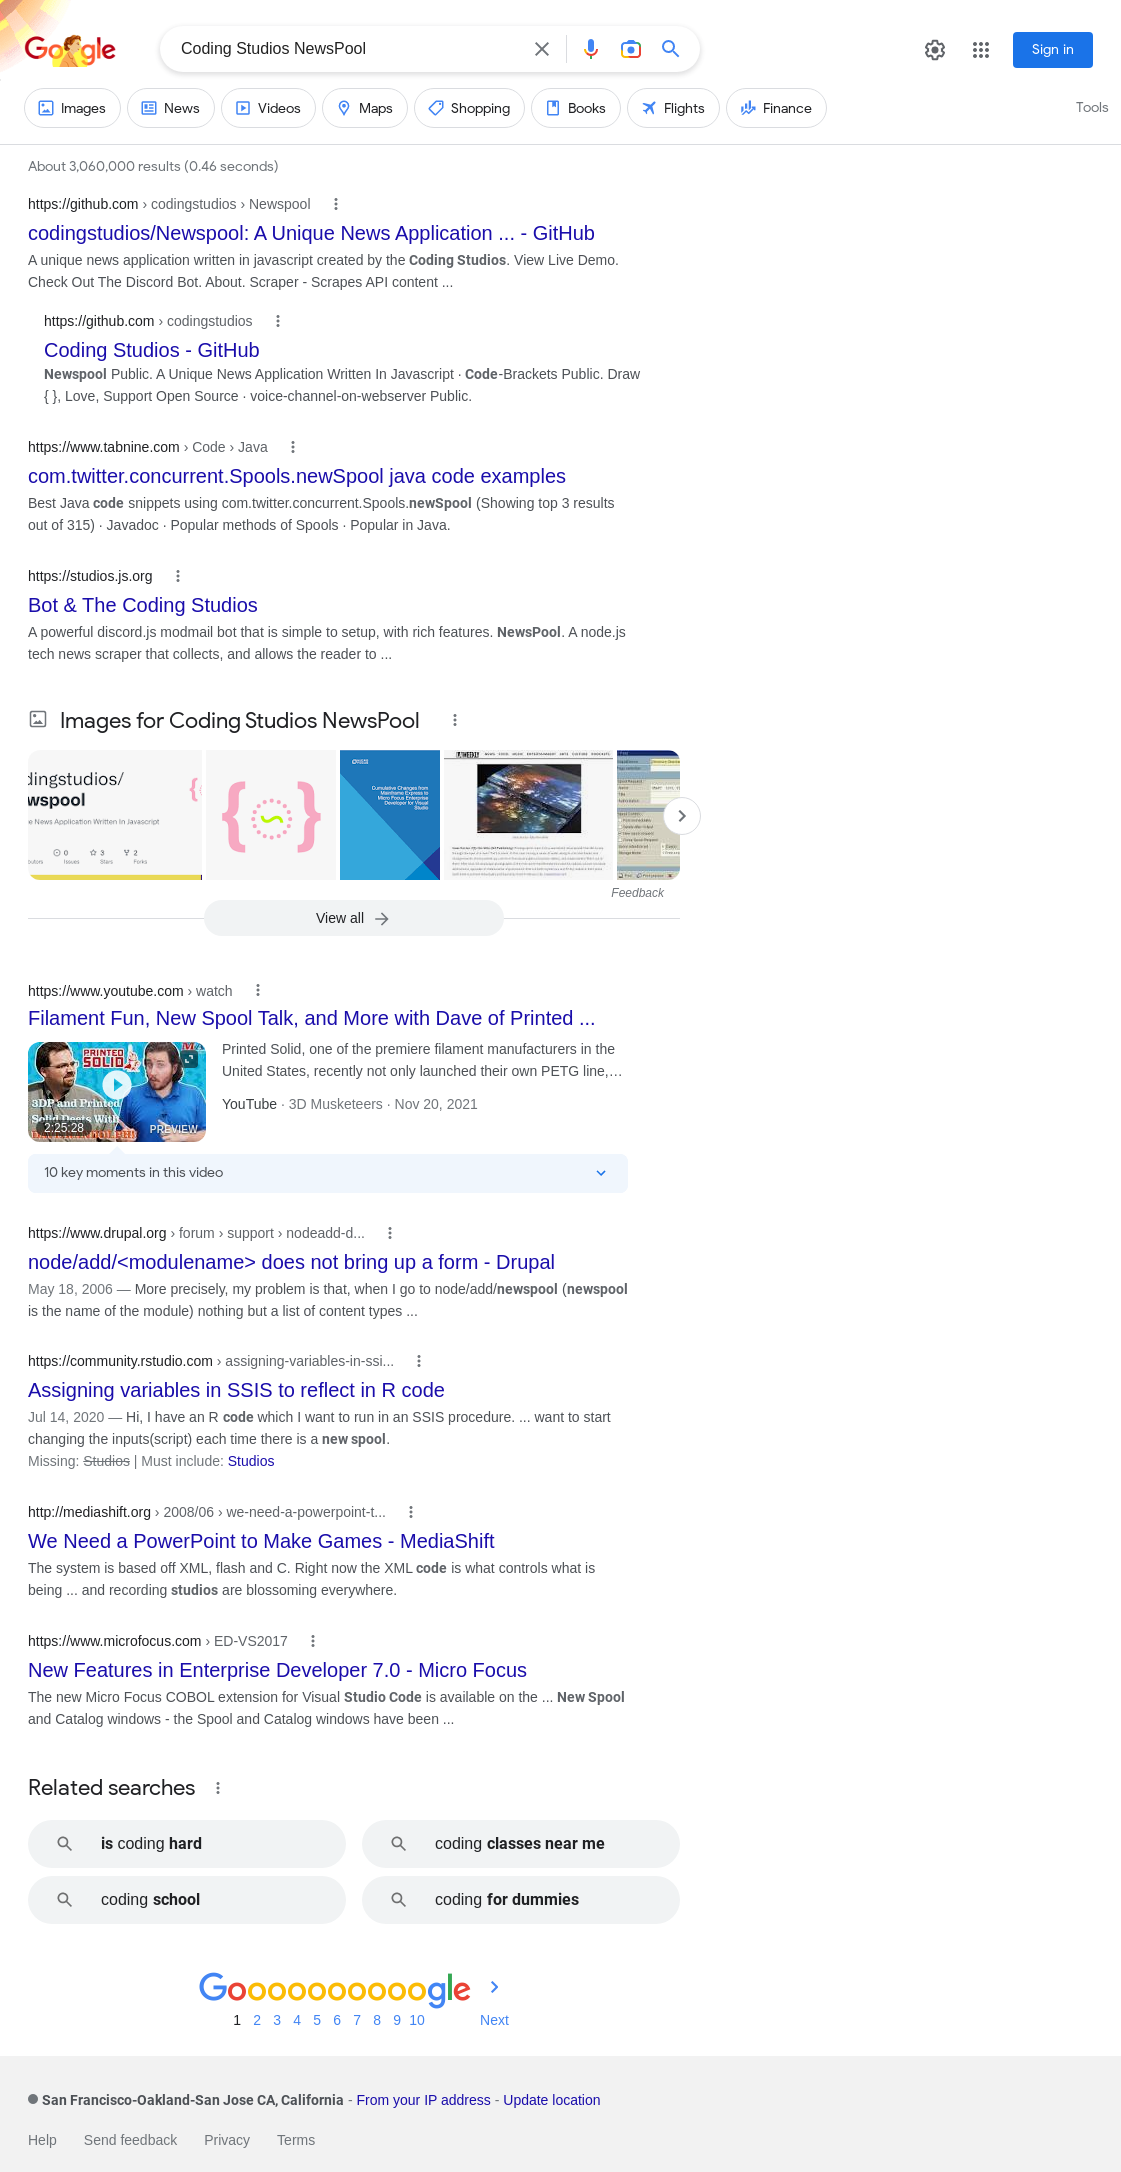 Google
Coding Studios NewsPool
Sign in
Images
News
Videos
Maps
Shopping
Books
Flights
Finance
Tools
About 3,060,000 results (0.46 seconds)
https://github.com › codingstudios › Newspool
codingstudios/Newspool: A Unique News Application ... - GitHub
A unique news application written in javascript created by the Coding Studios. View Live Demo.
Check Out The Discord Bot. About. Scraper - Scrapes API content ...
https://github.com › codingstudios
Coding Studios - GitHub
Newspool Public. A Unique News Application Written In Javascript · Code-Brackets Public. Draw
{ }, Love, Support Open Source · voice-channel-on-webserver Public.
https://www.tabnine.com › Code › Java
com.twitter.concurrent.Spools.newSpool java code examples
Best Java code snippets using com.twitter.concurrent.Spools.newSpool (Showing top 3 results
out of 315) · Javadoc · Popular methods of Spools · Popular in Java.
https://studios.js.org
Bot & The Coding Studios
A powerful discord.js modmail bot that is simple to setup, with rich features. NewsPool. A node.js
tech news scraper that collects, and allows the reader to ...
Images for Coding Studios NewsPool
dingstudios/
wspool
e News Application Written In Javascript
0
3
2
utors
Issues
Stars
Forks
Cumulative Changes from
Mainframe Express to
Micro Focus Enterprise
Developer for Visual
Studio
Feedback
View all
https://www.youtube.com › watch
Filament Fun, New Spool Talk, and More with Dave of Printed ...
PRINTED
SOLID
3DP and Printed
Solid Deets With
2:25:28
PREVIEW
Printed Solid, one of the premiere filament manufacturers in the
United States, recently not only launched their own PETG line,...
YouTube · 3D Musketeers · Nov 20, 2021
10 key moments in this video
https://www.drupal.org › forum › support › nodeadd-d...
node/add/<modulename> does not bring up a form - Drupal
May 18, 2006 — More precisely, my problem is that, when I go to node/add/newspool (newspool
is the name of the module) nothing but a list of content types ...
https://community.rstudio.com › assigning-variables-in-ssi...
Assigning variables in SSIS to reflect in R code
Jul 14, 2020 — Hi, I have an R code which I want to run in an SSIS procedure. ... want to start
changing the inputs(script) each time there is a new spool.
Missing: Studios | Must include: Studios
http://mediashift.org › 2008/06 › we-need-a-powerpoint-t...
We Need a PowerPoint to Make Games - MediaShift
The system is based off XML, flash and C. Right now the XML code is what controls what is
being ... and recording studios are blossoming everywhere.
https://www.microfocus.com › ED-VS2017
New Features in Enterprise Developer 7.0 - Micro Focus
The new Micro Focus COBOL extension for Visual Studio Code is available on the ... New Spool
and Catalog windows - the Spool and Catalog windows have been ...
Related searches
is coding hard
coding classes near me
coding school
coding for dummies
Goooooooooogle
1 2 3 4 5 6 7 8 9 10 Next
San Francisco-Oakland-San Jose CA, California - From your IP address - Update location
Help Send feedback Privacy Terms